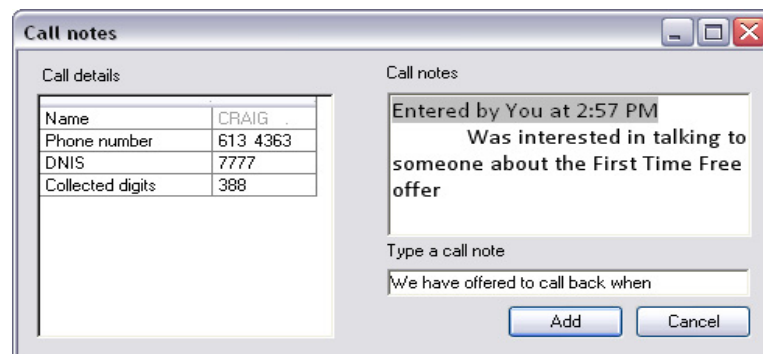 Call notes
Call details
Name CRAIG
Phone number 613 4363
DNIS 7777
Collected digits 388
Call notes
Entered by You at 2:57 PM
Was interested in talking to
someone about the First Time Free
offer
Type a call note
We have offered to call back when
Add Cancel